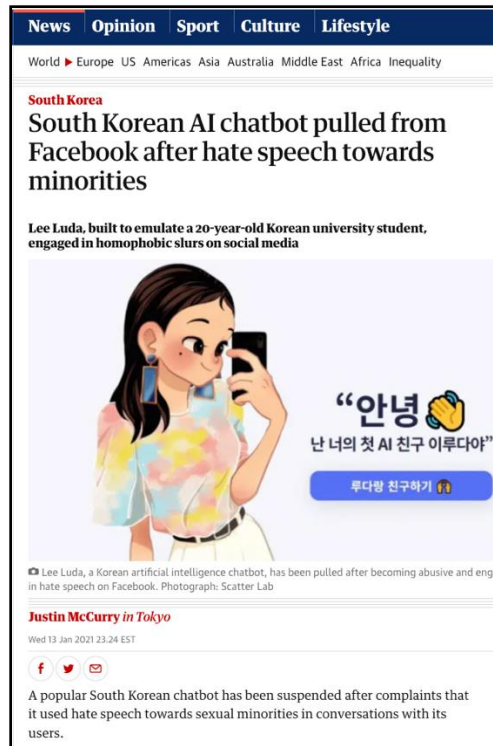 News Opinion Sport Culture Lifestyle
World Europe US Americas Asia Australia Middle East Africa Inequality
South Korea
South Korean AI chatbot pulled from
Facebook after hate speech towards
minorities
Lee Luda, built to emulate a 20-year-old Korean university student,
engaged in homophobic slurs on social media
“안녕
난 너의 첫 AI 친구 이루다야”
루다랑 친구하기
Lee Luda, a Korean artificial intelligence chatbot, has been pulled after becoming abusive and eng
in hate speech on Facebook. Photograph: Scatter Lab
Justin McCurry in Tokyo
Wed 13 Jan 2021 23.24 EST
A popular South Korean chatbot has been suspended after complaints that
it used hate speech towards sexual minorities in conversations with its
users.